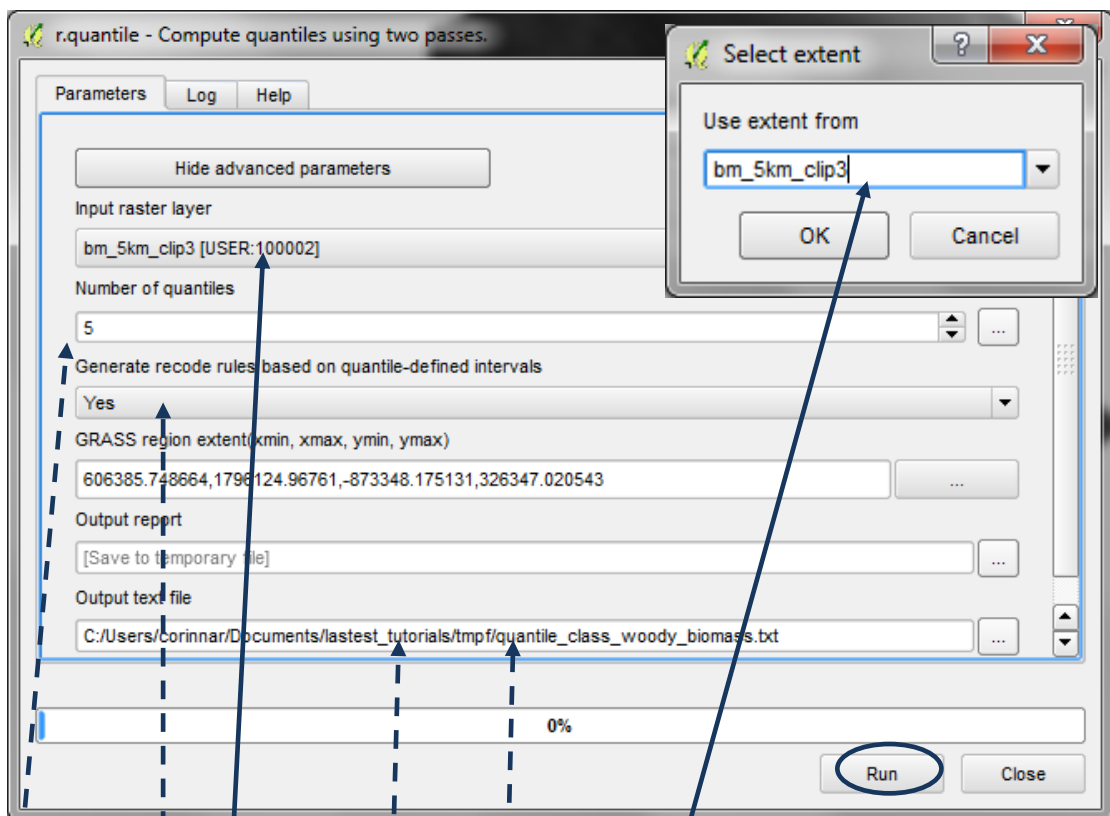 r.quantile - Compute quantiles using two passes.
Parameters Log Help
Hide advanced parameters
Input raster layer
bm_5km_clip3 [USER:100002]
Number of quantiles
5
...
Generate recode rules based on quantile-defined intervals
Yes
GRASS region extent(xmin, xmax, ymin, ymax)
606385.748664,1796124.96761,-873348.175131,326347.020543
...
Output report
[Save to temporary file]
...
Output text file
C:/Users/corinnar/Documents/lastest_tutorials/tmpf/quantile_class_woody_biomass.txt
...
0%
Run Close
Select extent
?
Use extent from
bm_5km_clip3
OK Cancel